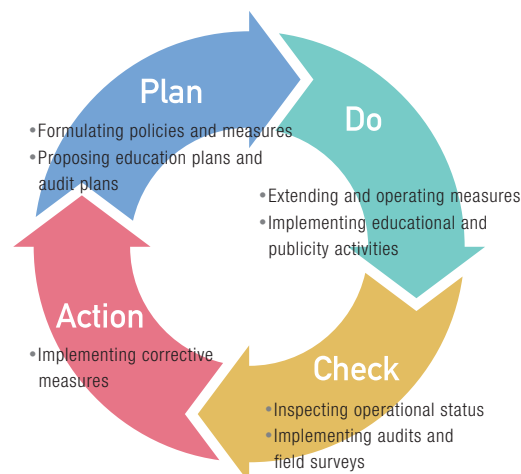 Plan
•Formulating policies and measures
•Proposing education plans and
audit plans
Do
•Extending and operating measures
•Implementing educational and
publicity activities
Check
•Inspecting operational status
•Implementing audits and
field surveys
Action
•Implementing corrective
measures